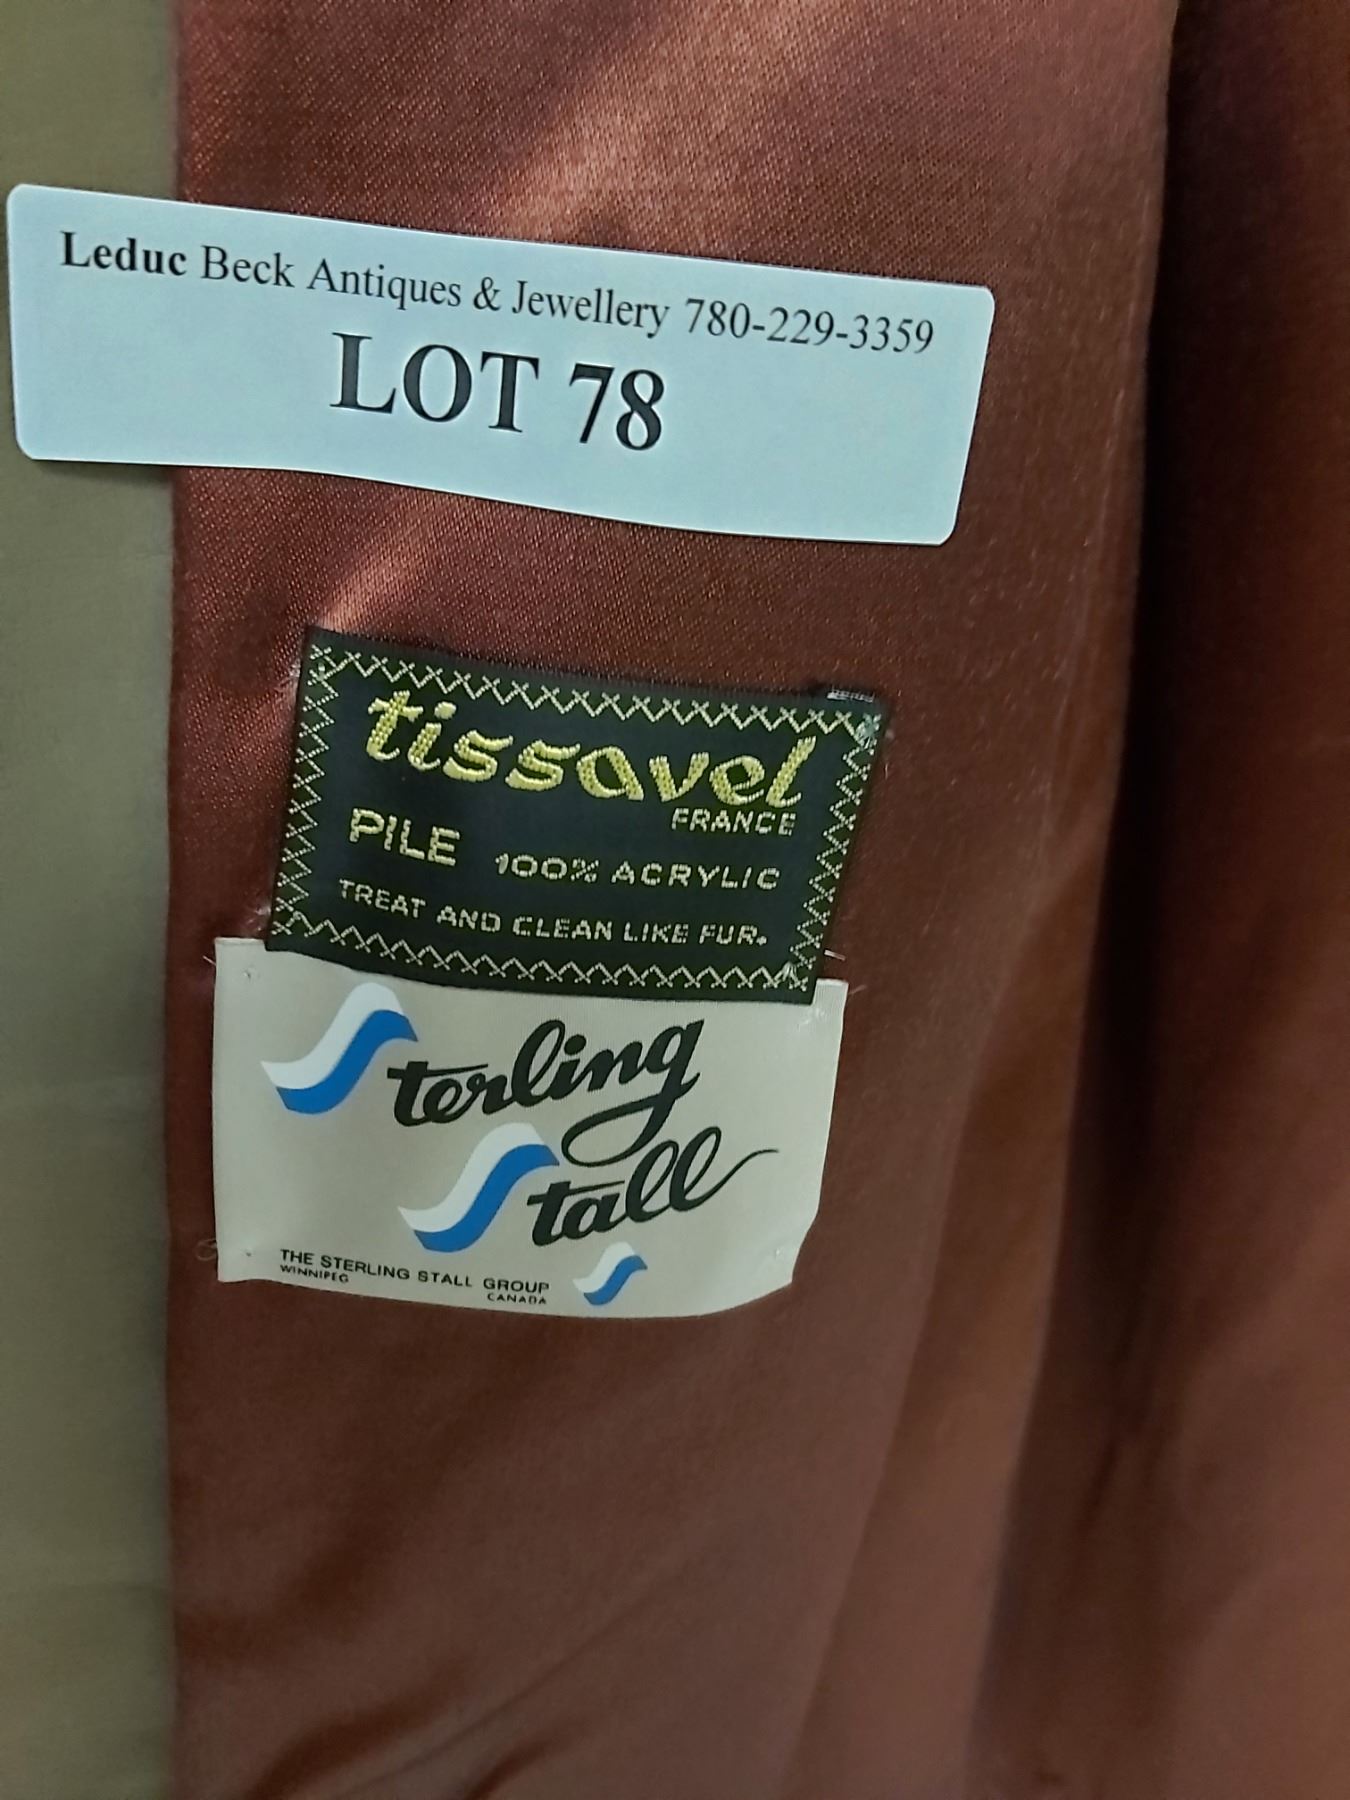 Leduc Beck Antiques & Jewellery 780-229-3359
LOT 78
tissavel
FRANCE
PILE 100% ACRYLIC
TREAT AND CLEAN LIKE FUR.
Sterling
Stall
THE STERLING STALL GROUP
WINNIPEG CANADA